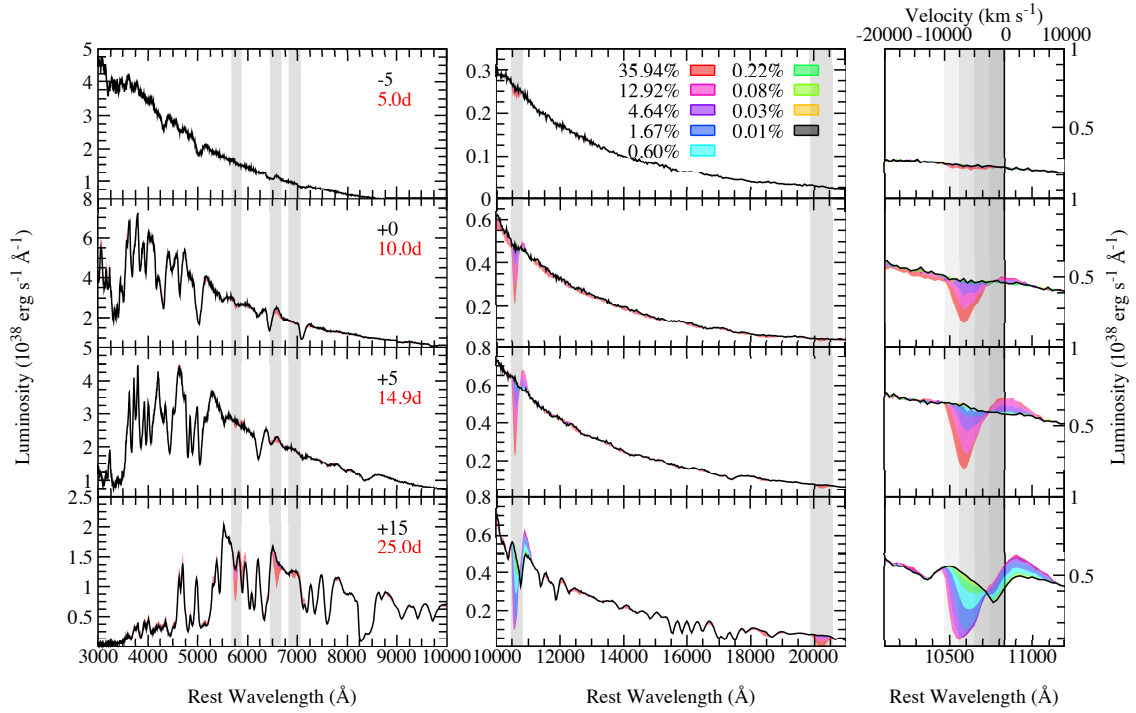 Velocity (km s-1)
-20000 -10000 0 10000
5 4 3 2 1
-5
5.0d
0.3 0.2 0.1 0
35.94% 0.22%
12.92% 0.08%
4.64% 0.03%
1.67% 0.01%
0.60%
1 0.5
8 6 4 2
+0
10.0d
0.6 0.4 0.2
1 0.5
5 4 3 2 1
+5
14.9d
0.8 0.6 0.4 0.2
1 0.5
2.5 2 1.5 1 0.5
+15
25.0d
0.8 0.6 0.4 0.2
1 0.5
Luminosity (10^38 erg s-1 Å-1)
Luminosity (10^38 erg s-1 Å-1)
3000 4000 5000 6000 7000 8000 9000 10000 10000 12000 14000 16000 18000 20000 10500 11000
Rest Wavelength (Å) Rest Wavelength (Å) Rest Wavelength (Å)